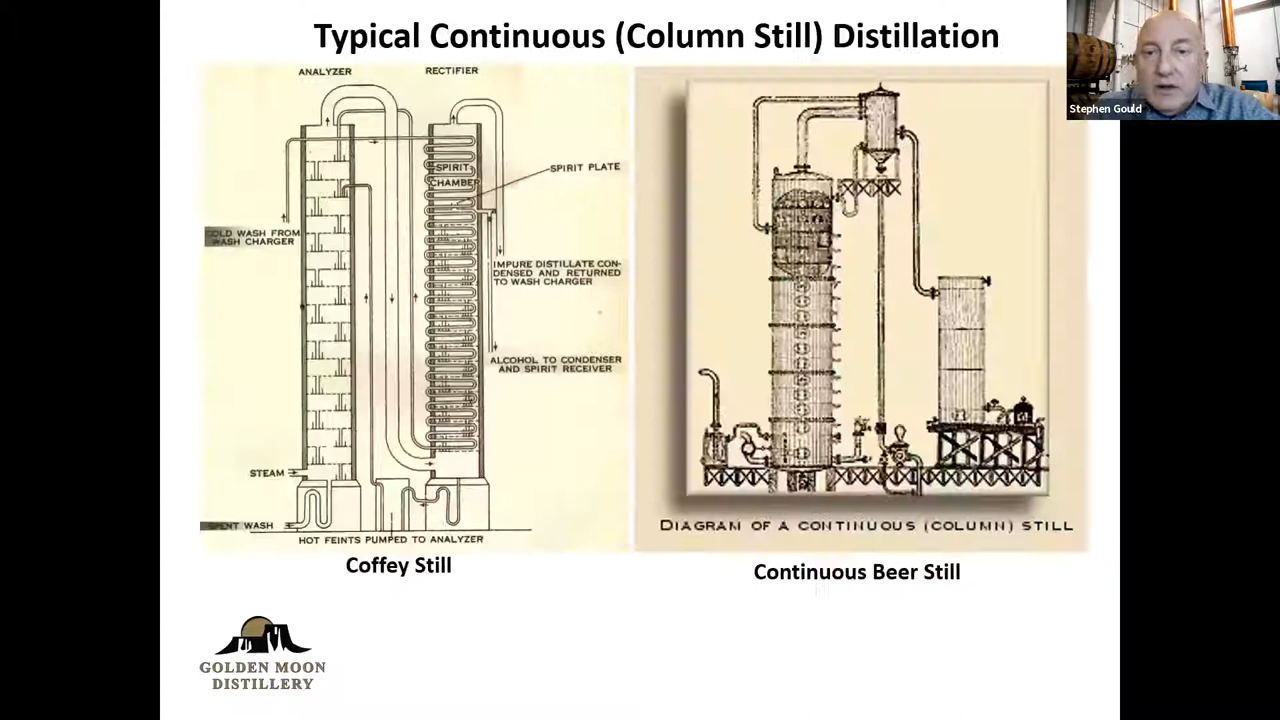 Typical Continuous (Column Still) Distillation
Stephen Gould
ANALYZER
RECTIFIER
SPIRIT
CHAMBER
SPIRIT PLATE
COLD WASH FROM
WASH CHARGER
IMPURE DISTILLATE CON-
DENSED AND RETURNED
TO WASH CHARGER
ALCOHOL TO CONDENSER
AND SPIRIT RECEIVER
STEAM
SPENT WASH
HOT FEINTS PUMPED TO ANALYZER
DIAGRAM OF A CONTINUOUS (COLUMN) STILL
Coffey Still
Continuous Beer Still
GOLDEN MOON
DISTILLERY